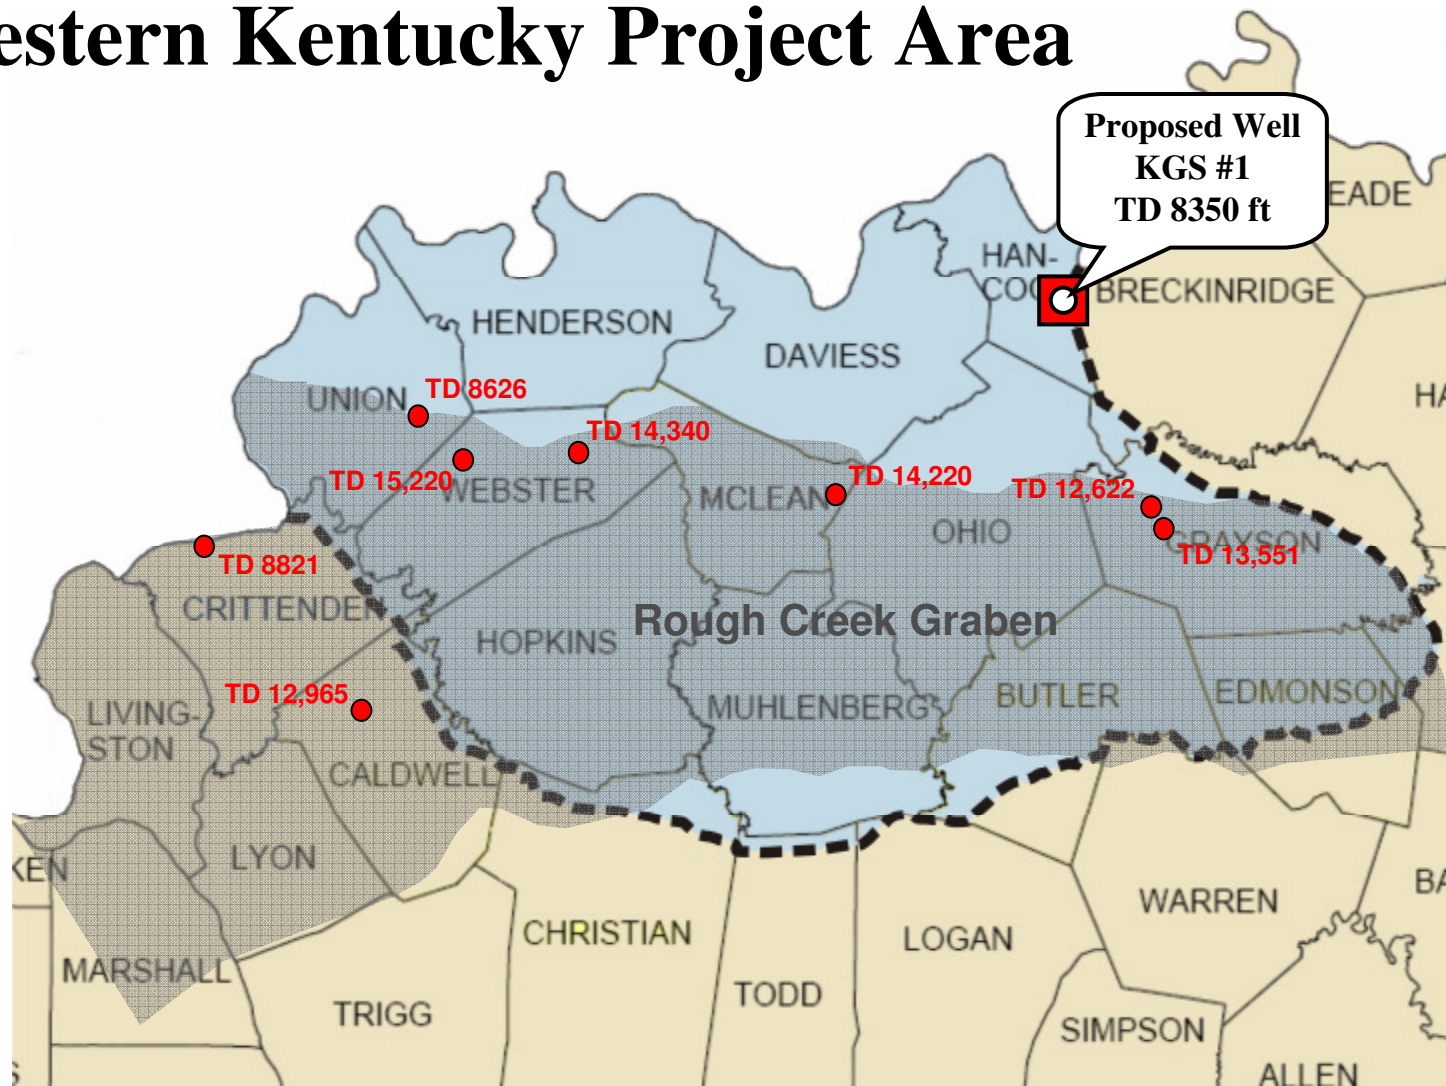 estern Kentucky Project Area
Proposed Well
KGS #1
TD 8350 ft
EADE
HAN-
COO
BRECKINRIDGE
HENDERSON
DAVIESS
UNION
TD 8626
HA
TD 14,340
TD 15,220
WEBSTER
MCLEAN
TD 14,220
TD 12,622
OHIO
GRAYSON
TD 13,551
TD 8821
CRITTENDEN
Rough Creek Graben
HOPKINS
TD 12,965
LIVING-
STON
MUHLENBERG
BUTLER
EDMONSON
CALDWELL
LYON
KEN
BA
WARREN
CHRISTIAN
LOGAN
MARSHALL
TODD
TRIGG
SIMPSON
ALLEN
S